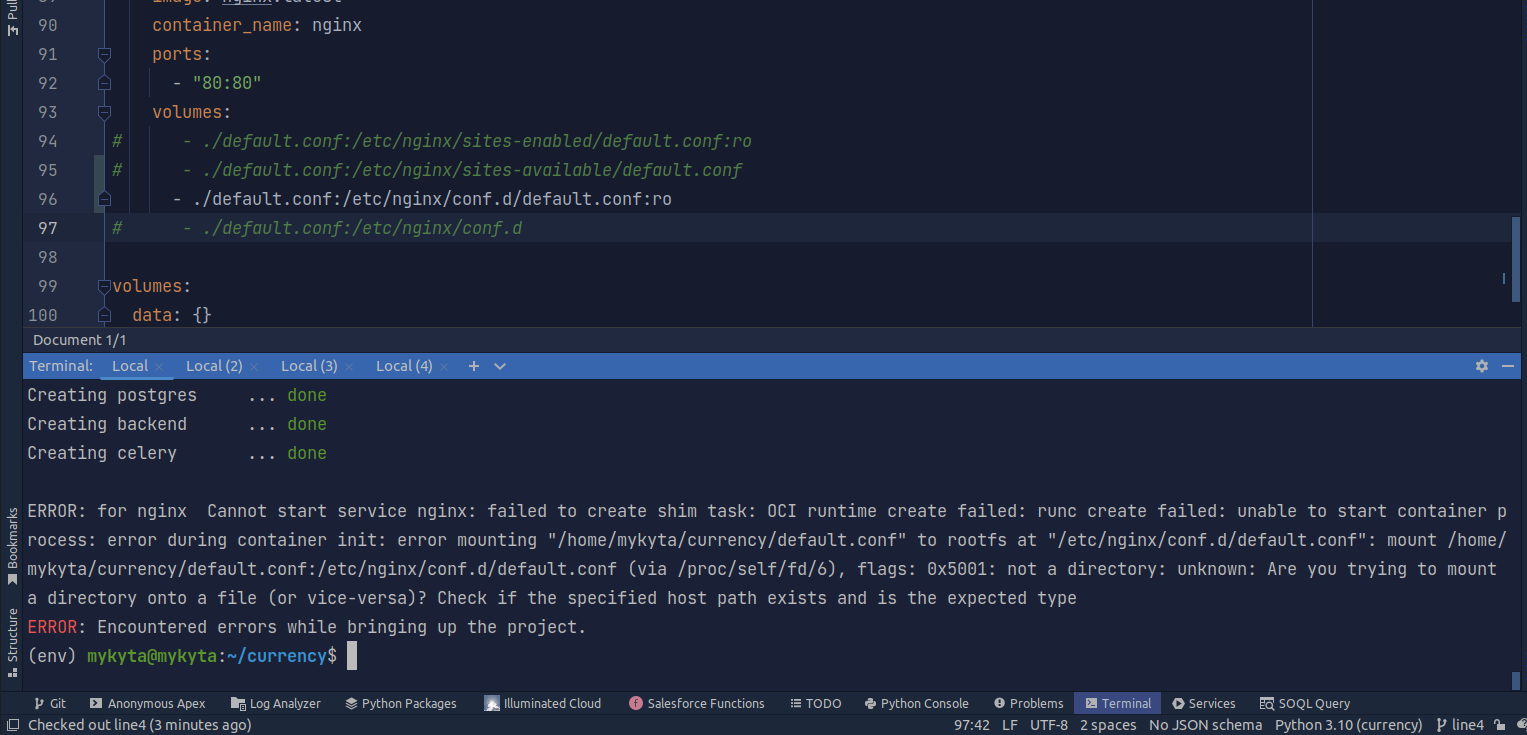 Pull
image: nginx:latest
90 container_name: nginx
91 ports:
92 - "80:80"
93 volumes:
94 # - ./default.conf:/etc/nginx/sites-enabled/default.conf:ro
95 # - ./default.conf:/etc/nginx/sites-available/default.conf
96 - ./default.conf:/etc/nginx/conf.d/default.conf:ro
97 # - ./default.conf:/etc/nginx/conf.d
98
99 volumes:
100 data: {}
Document 1/1
Terminal: Local × Local (2) × Local (3) × Local (4) × +
Creating postgres ... done
Creating backend ... done
Creating celery ... done
ERROR: for nginx Cannot start service nginx: failed to create shim task: OCI runtime create failed: runc create failed: unable to start container p
rocess: error during container init: error mounting "/home/mykyta/currency/default.conf" to rootfs at "/etc/nginx/conf.d/default.conf": mount /home/
mykyta/currency/default.conf:/etc/nginx/conf.d/default.conf (via /proc/self/fd/6), flags: 0x5001: not a directory: unknown: Are you trying to mount
a directory onto a file (or vice-versa)? Check if the specified host path exists and is the expected type
ERROR: Encountered errors while bringing up the project.
(env) mykyta@mykyta:~/currency$
Bookmarks
Structure
Git Anonymous Apex Log Analyzer Python Packages Illuminated Cloud Salesforce Functions TODO Python Console Problems Terminal Services SOQL Query
Checked out line4 (3 minutes ago) 97:42 LF UTF-8 2 spaces No JSON schema Python 3.10 (currency) line4